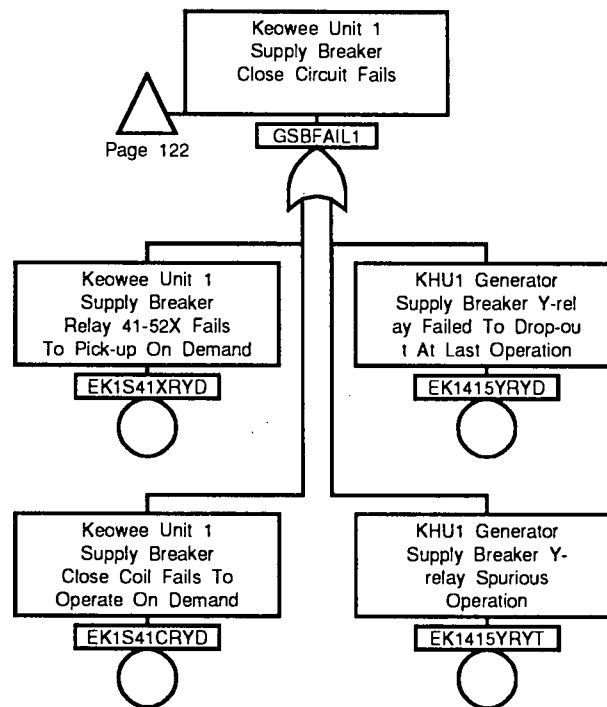 Keowee Unit 1
Supply Breaker
Close Circuit Fails
Page 122
GSBFAIL1
Keowee Unit 1
Supply Breaker
Relay 41-52X Fails
To Pick-up On Demand
EK1S41XRYD
KHU1 Generator
Supply Breaker Y-rel
ay Failed To Drop-ou
t At Last Operation
EK1415YRYD
Keowee Unit 1
Supply Breaker
Close Coil Fails To
Operate On Demand
EK1S41CRYD
KHU1 Generator
Supply Breaker Y-
relay Spurious
Operation
EK1415YRYT